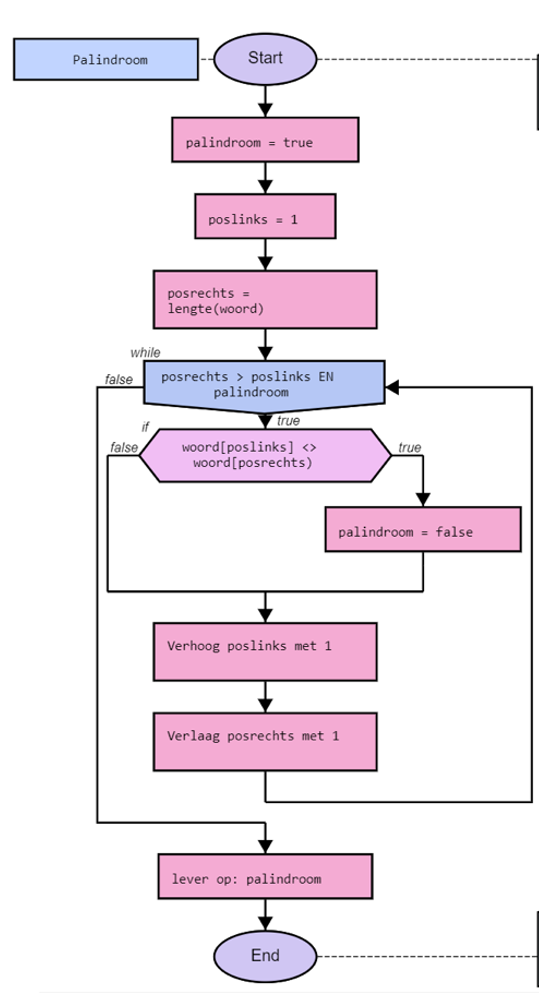 Palindroom
Start
palindroom = true
poslinks = 1
posrechts =
lengte(woord)
while
false
posrechts > poslinks EN
palindroom
true
if
false
woord[poslinks] <>
woord[posrechts)
true
palindroom = false
Verhoog poslinks met 1
Verlaag posrechts met 1
lever op: palindroom
End